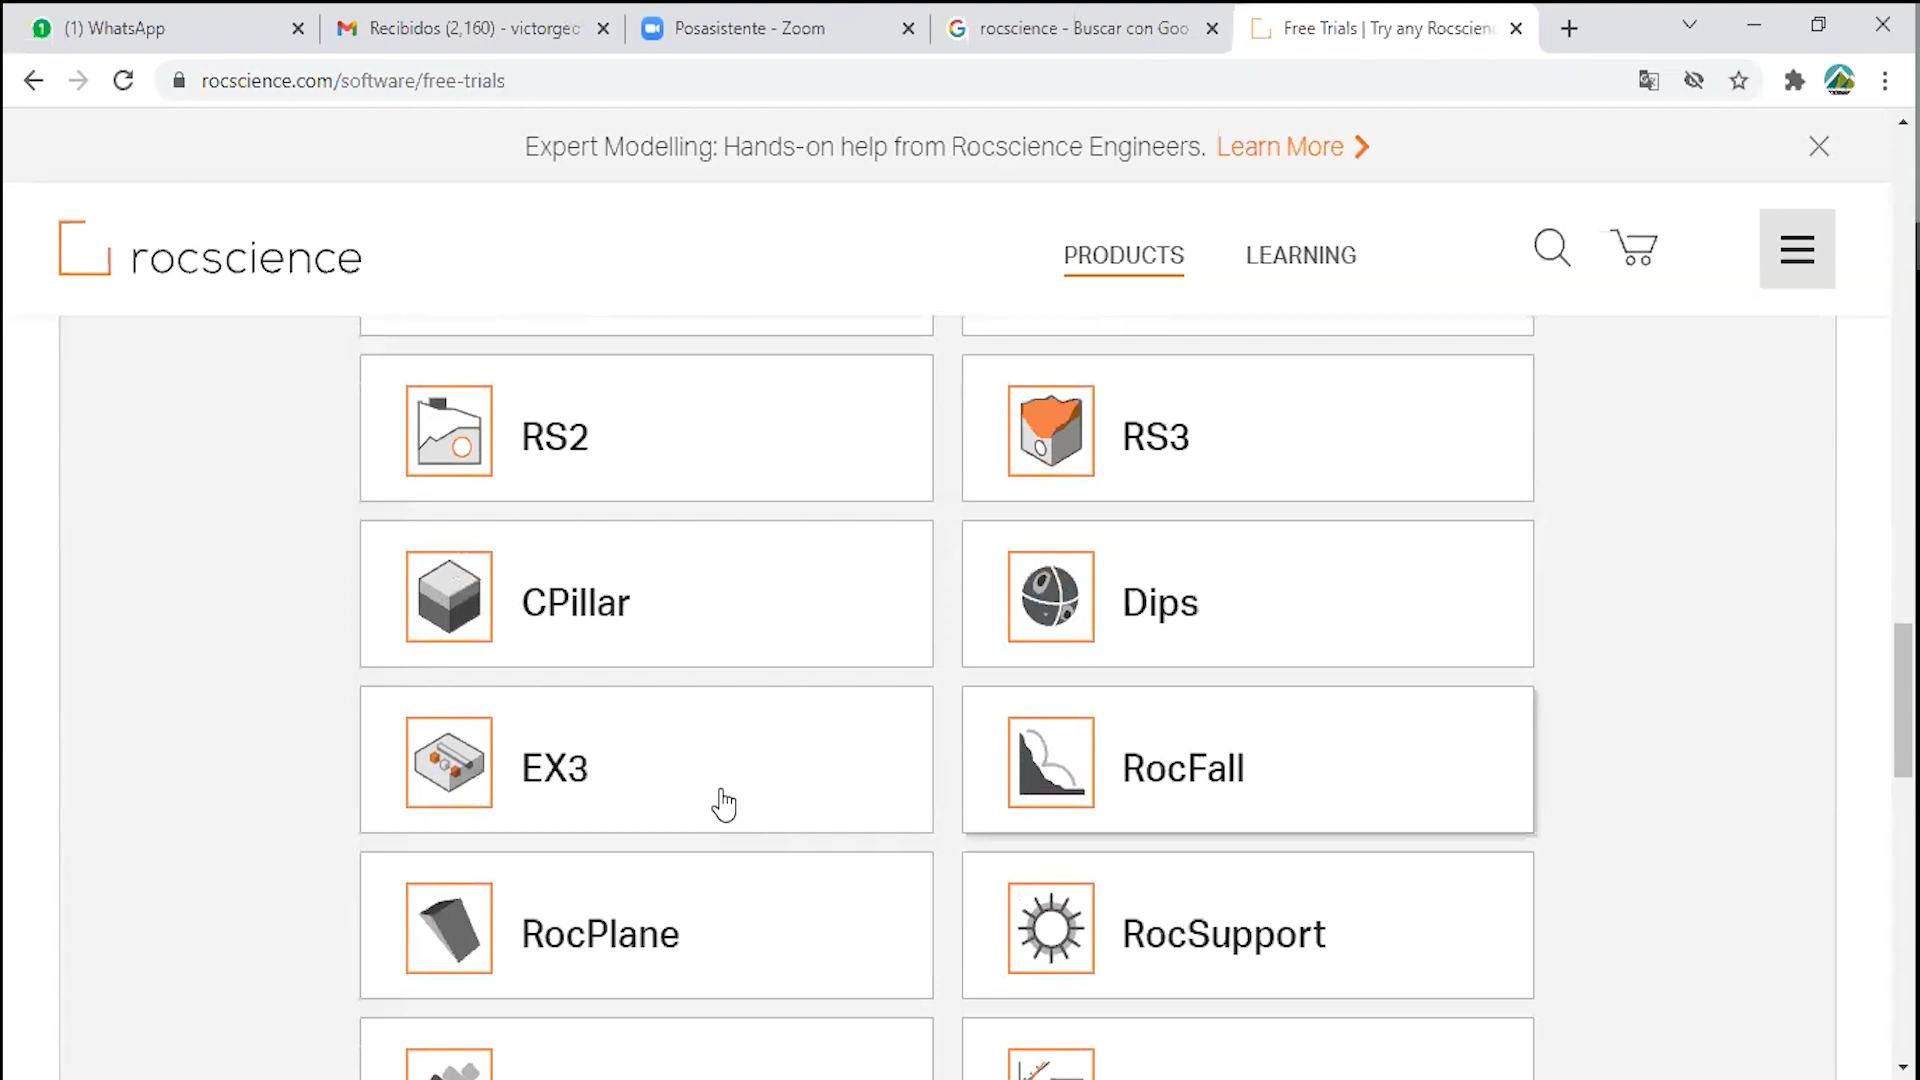 (1) WhatsApp
Recibidos (2,160) - victorgec
Posasistente - Zoom
rocscience - Buscar con Goo
Free Trials | Try any Rocscienc
rocscience.com/software/free-trials
Expert Modelling: Hands-on help from Rocscience Engineers. Learn More
rocscience
PRODUCTS
LEARNING
RS2
RS3
CPillar
Dips
EX3
RocFall
RocPlane
RocSupport